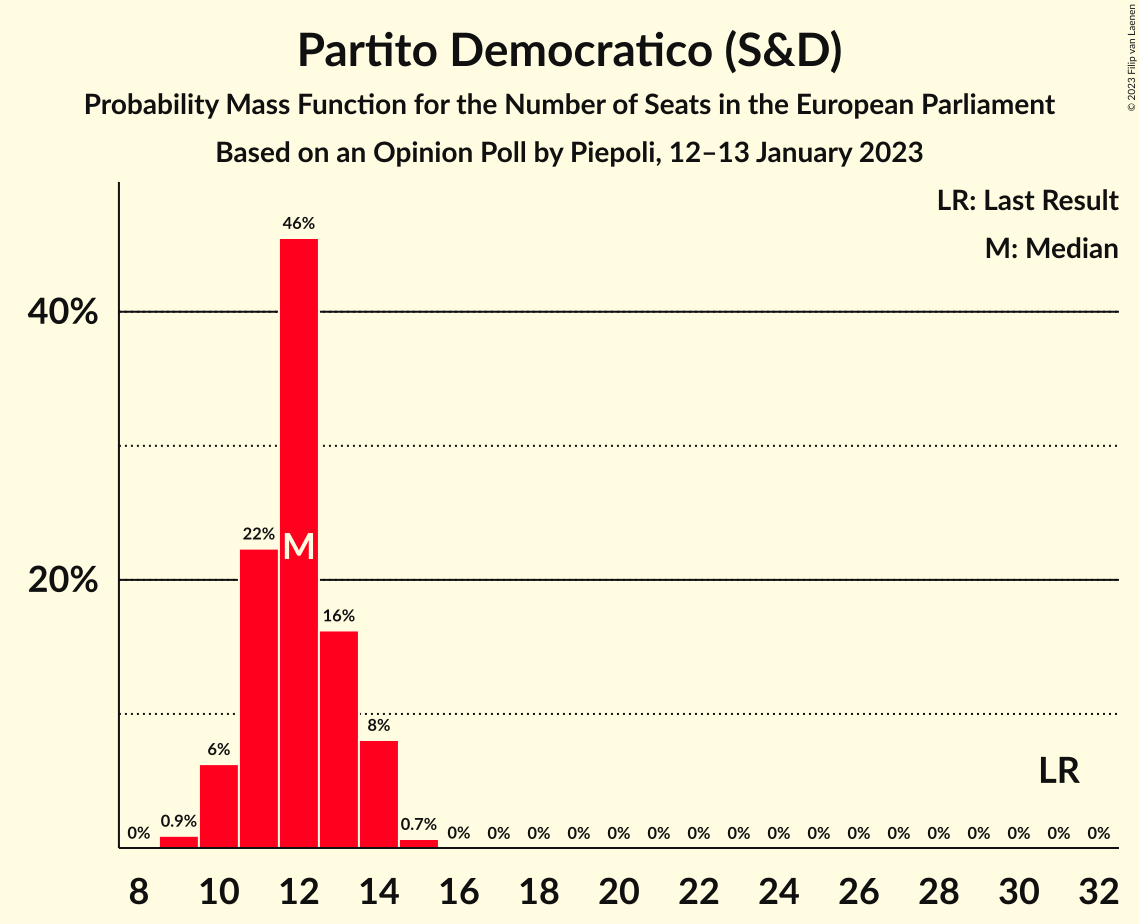 Partito Democratico (S&D)
Probability Mass Function for the Number of Seats in the European Parliament
Based on an Opinion Poll by Piepoli, 12–13 January 2023
© 2023 Filip van Laenen
LR: Last Result
M: Median
46%
40%
22%
M
20%
16%
8%
6%
LR
0% 0.9% 0.7% 0% 0% 0% 0% 0% 0% 0% 0% 0% 0% 0% 0% 0% 0% 0% 0% 0%
8 10 12 14 16 18 20 22 24 26 28 30 32